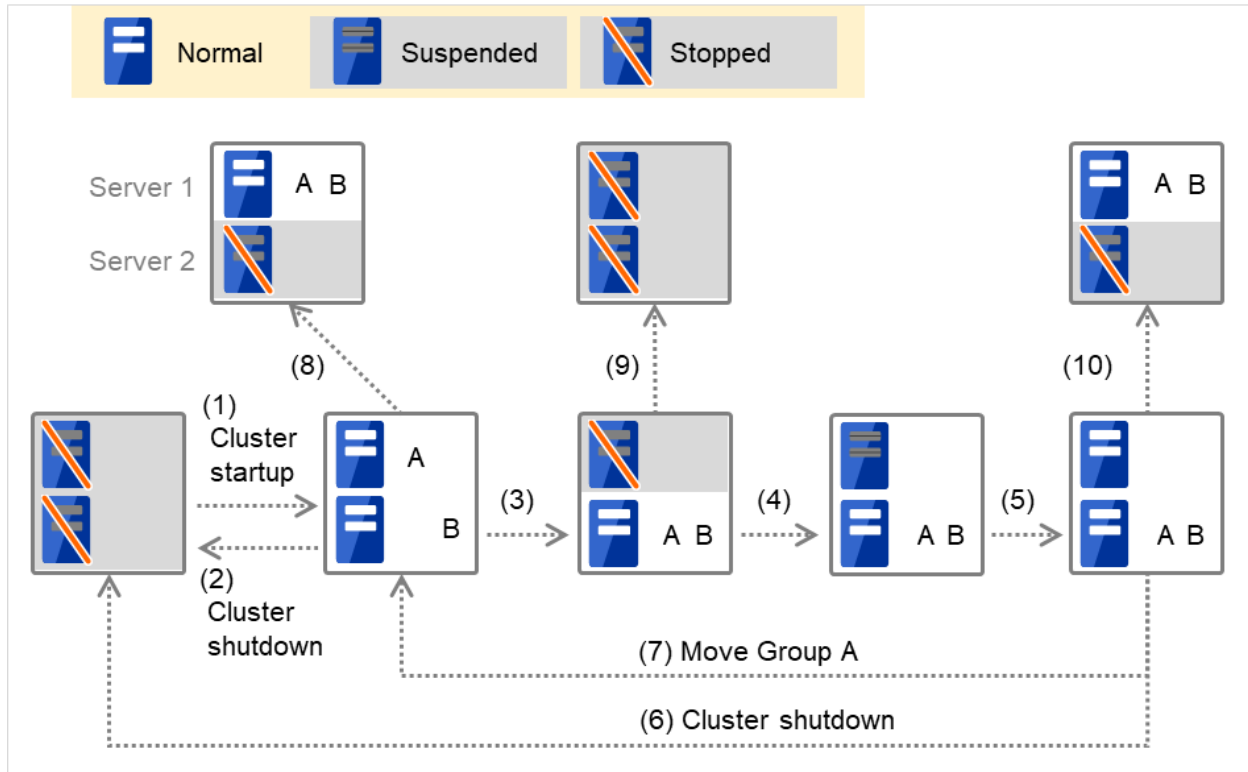 Normal
Suspended
Stopped
Server 1
A B
A B
Server 2
(8)
(9)
(10)
(1)
Cluster
startup
A
B
(3)
A B
(4)
A B
(5)
A B
(2)
Cluster
shutdown
(7) Move Group A
(6) Cluster shutdown